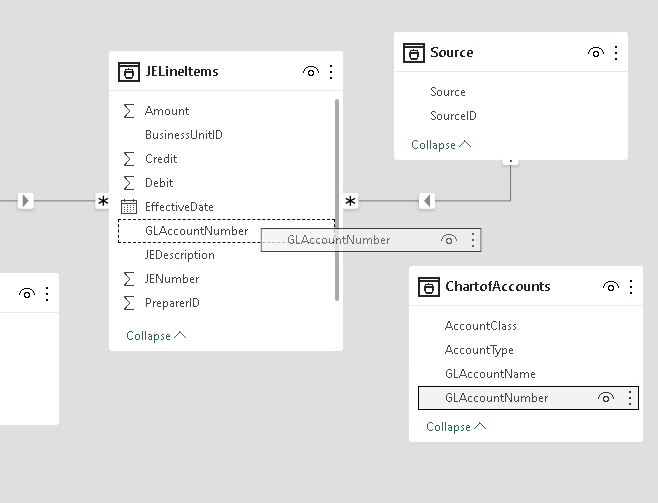 JELineItems
Amount
BusinessUnitID
Credit
Debit
EffectiveDate
GLAccountNumber
JEDescription
JENumber
PreparerID
Collapse
GLAccountNumber
Source
Source
SourceID
Collapse
ChartofAccounts
AccountClass
AccountType
GLAccountName
GLAccountNumber
Collapse